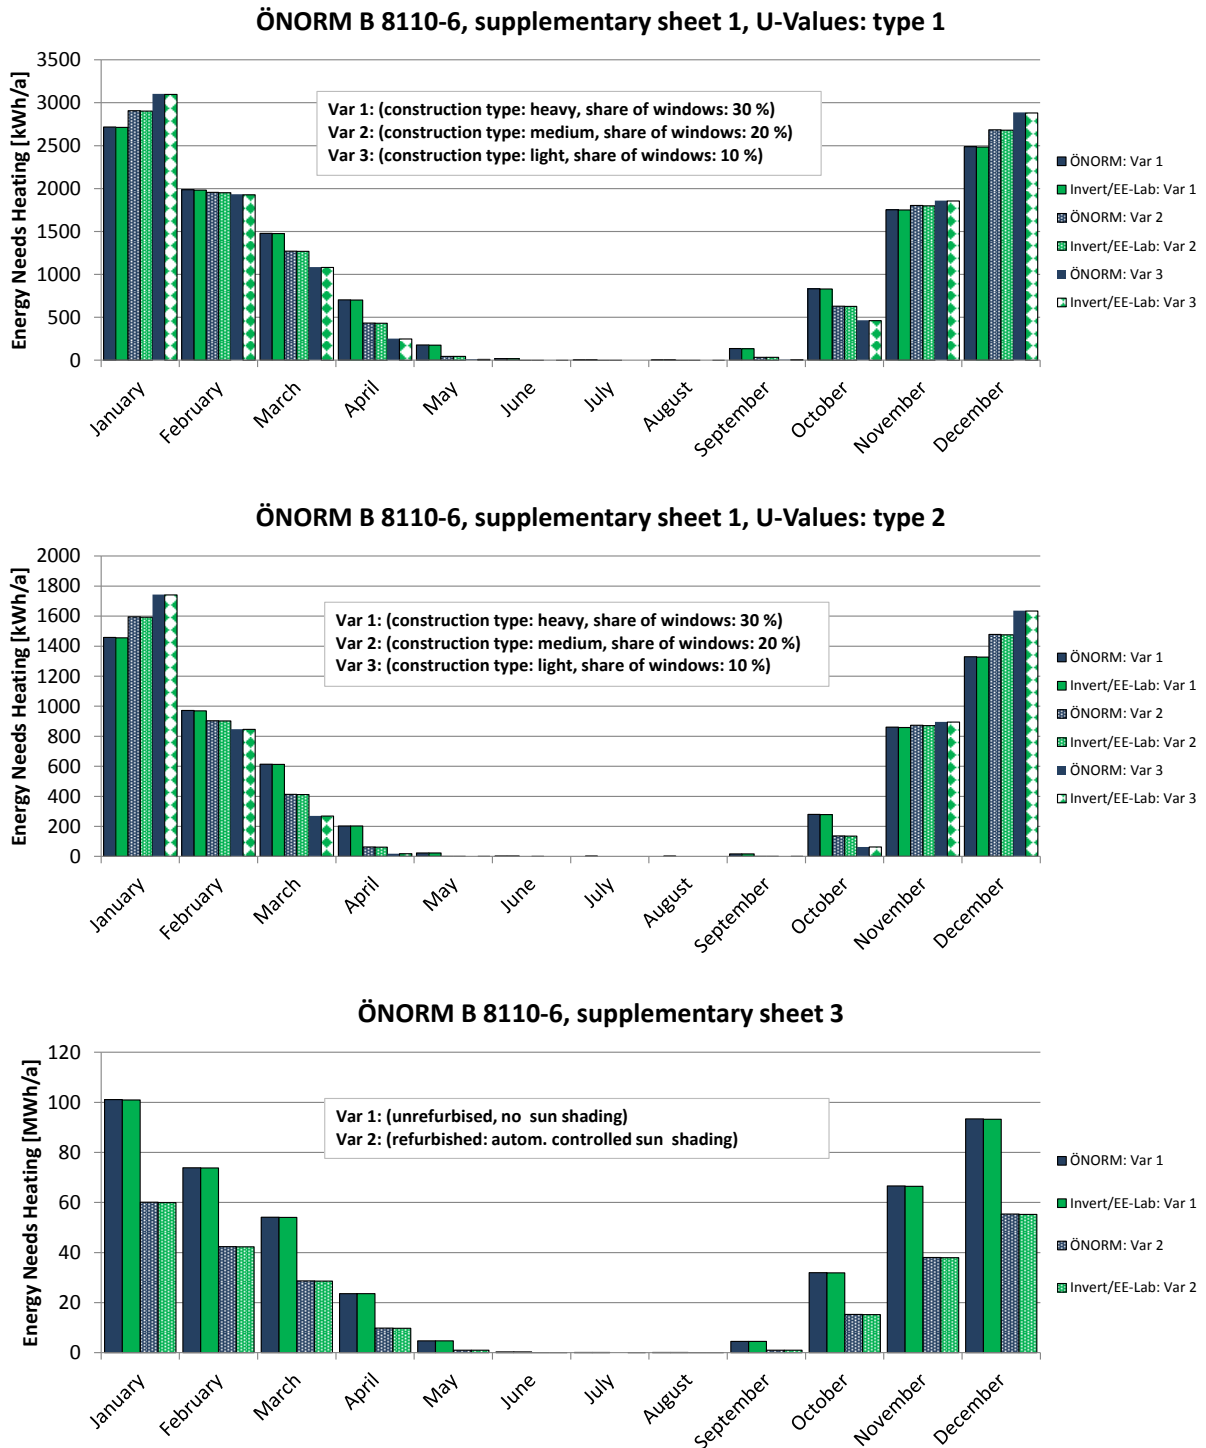 ÖNORM B 8110-6, supplementary sheet 1, U-Values: type 1
Energy Needs Heating [kWh/a]
3500
3000
2500
2000
1500
1000
500
0
Var 1: (construction type: heavy, share of windows: 30 %)
Var 2: (construction type: medium, share of windows: 20 %)
Var 3: (construction type: light, share of windows: 10 %)
January
February
March
April
May
June
July
August
September
October
November
December
ÖNORM: Var 1
Invert/EE-Lab: Var 1
ÖNORM: Var 2
Invert/EE-Lab: Var 2
ÖNORM: Var 3
Invert/EE-Lab: Var 3
ÖNORM B 8110-6, supplementary sheet 1, U-Values: type 2
Energy Needs Heating [kWh/a]
2000
1800
1600
1400
1200
1000
800
600
400
200
0
Var 1: (construction type: heavy, share of windows: 30 %)
Var 2: (construction type: medium, share of windows: 20 %)
Var 3: (construction type: light, share of windows: 10 %)
January
February
March
April
May
June
July
August
September
October
November
December
ÖNORM: Var 1
Invert/EE-Lab: Var 1
ÖNORM: Var 2
Invert/EE-Lab: Var 2
ÖNORM: Var 3
Invert/EE-Lab: Var 3
ÖNORM B 8110-6, supplementary sheet 3
Energy Needs Heating [MWh/a]
120
100
80
60
40
20
0
Var 1: (unrefurbised, no sun shading)
Var 2: (refurbished: autom. controlled sun shading)
January
February
March
April
May
June
July
August
September
October
November
December
ÖNORM: Var 1
Invert/EE-Lab: Var 1
ÖNORM: Var 2
Invert/EE-Lab: Var 2